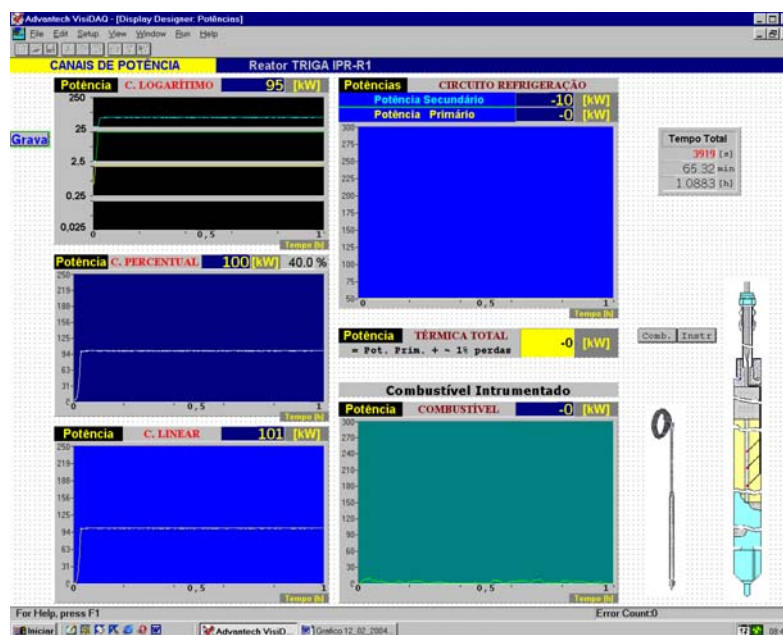 Advantech VisiDAQ - [Display Designer: Potências]
File Edit Setup View Window Run Help
CANAIS DE POTÊNCIA Reator TRIGA IPR-R1
Potência C. LOGARÍTIMO 95 [kW]
250
25
2.5
0,25
0,025
0 0,5 1
Tempo [h]
Grava
Potência C. PERCENTUAL 100 [kW] 40.0 %
250
219
188
156
125
94
63
31
0
0 0,5 1
Tempo [h]
Potência C. LINEAR 101 [kW]
250
219
188
156
125
94
63
31
0
0 0,5 1
Tempo [h]
Potências CIRCUITO REFRIGERAÇÃO
Potência Secundário -10 [kW]
Potência Primário -0 [kW]
300
275
250
225
200
175
150
125
100
75
50
0 0,5 1
Tempo [h]
Potência TÉRMICA TOTAL -0 [kW]
= Pot. Prim. + ~ 1% perdas
Combustível Intrumentado
Potência COMBUSTÍVEL -0 [kW]
300
270
240
210
180
150
120
90
60
30
0
0 0,5 1
Tempo [h]
Tempo Total
3919 [s]
65.32 min
1.0883 [h]
Comb. Instr
For Help, press F1 Error Count:0
Iniciar Advantech VisiD... Grafico 12_02_2004...